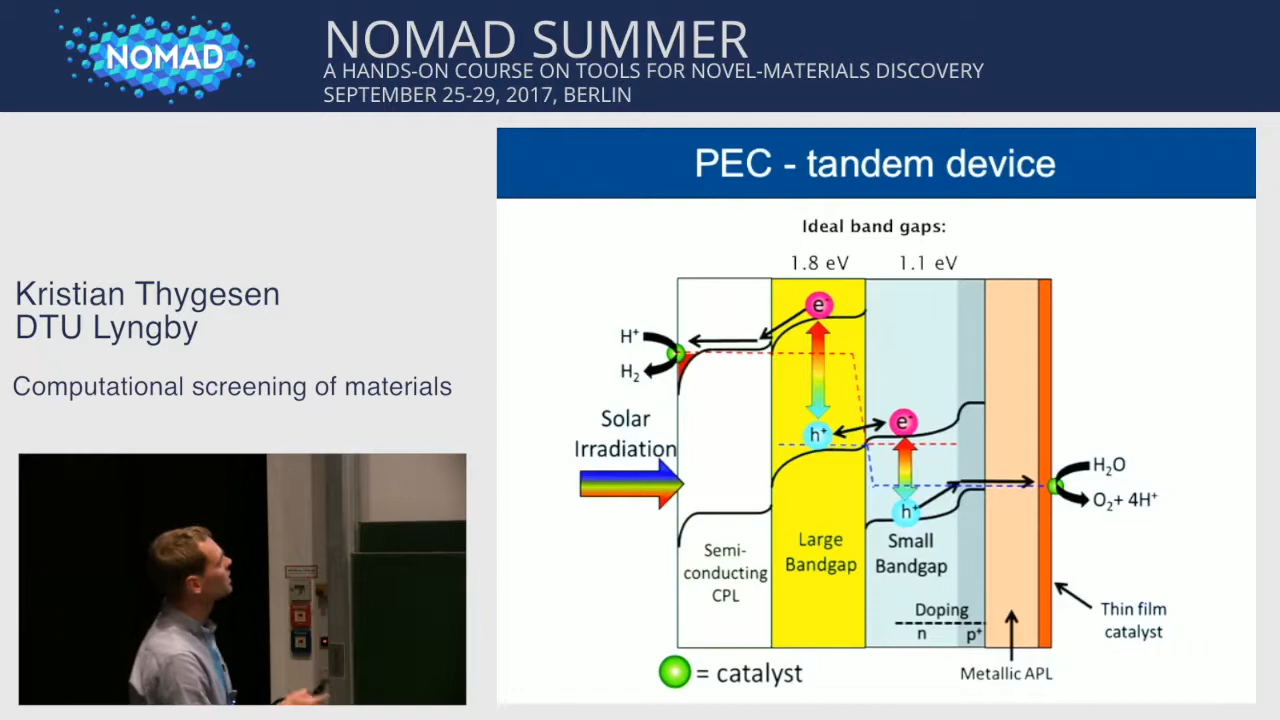 NOMAD
NOMAD SUMMER
A HANDS-ON COURSE ON TOOLS FOR NOVEL-MATERIALS DISCOVERY
SEPTEMBER 25-29, 2017, BERLIN
Kristian Thygesen
DTU Lyngby
Computational screening of materials
PEC - tandem device
Ideal band gaps:
1.8 eV
1.1 eV
e⁻
H⁺
H₂
Solar
Irradiation
h⁺
e⁻
h⁺
H₂O
O₂+ 4H⁺
Semi-
conducting
CPL
Large
Bandgap
Small
Bandgap
Doping
n
p⁺
Thin film
catalyst
Metallic APL
= catalyst